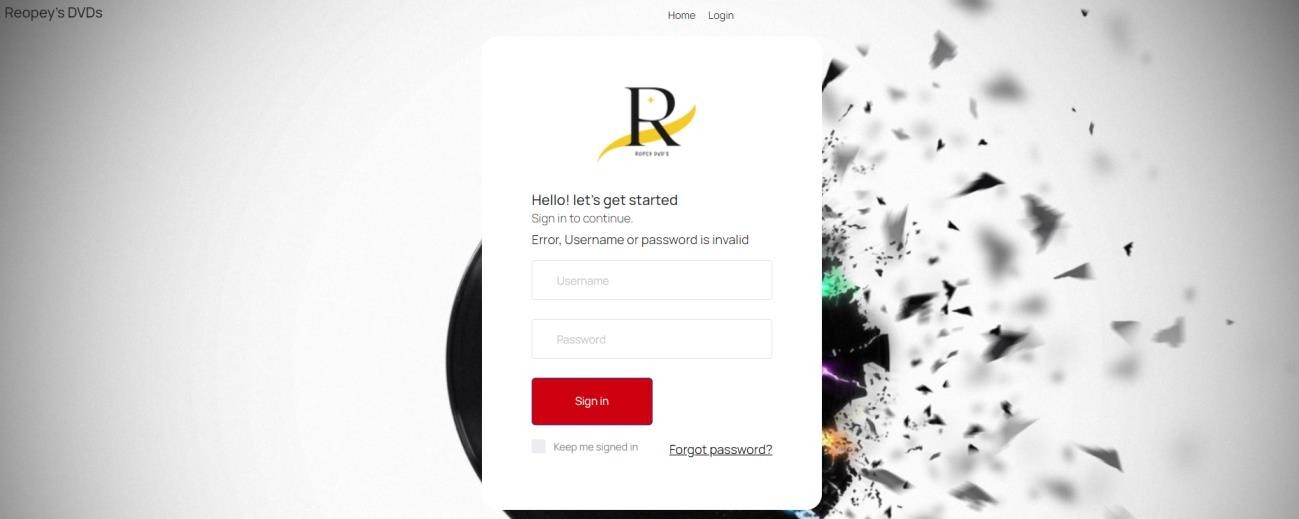 Reopey's DVDs
Home Login
R
ROPEY DVD'S
Hello! let's get started
Sign in to continue.
Error, Username or password is invalid
Username
Password
Sign in
Keep me signed in Forgot password?